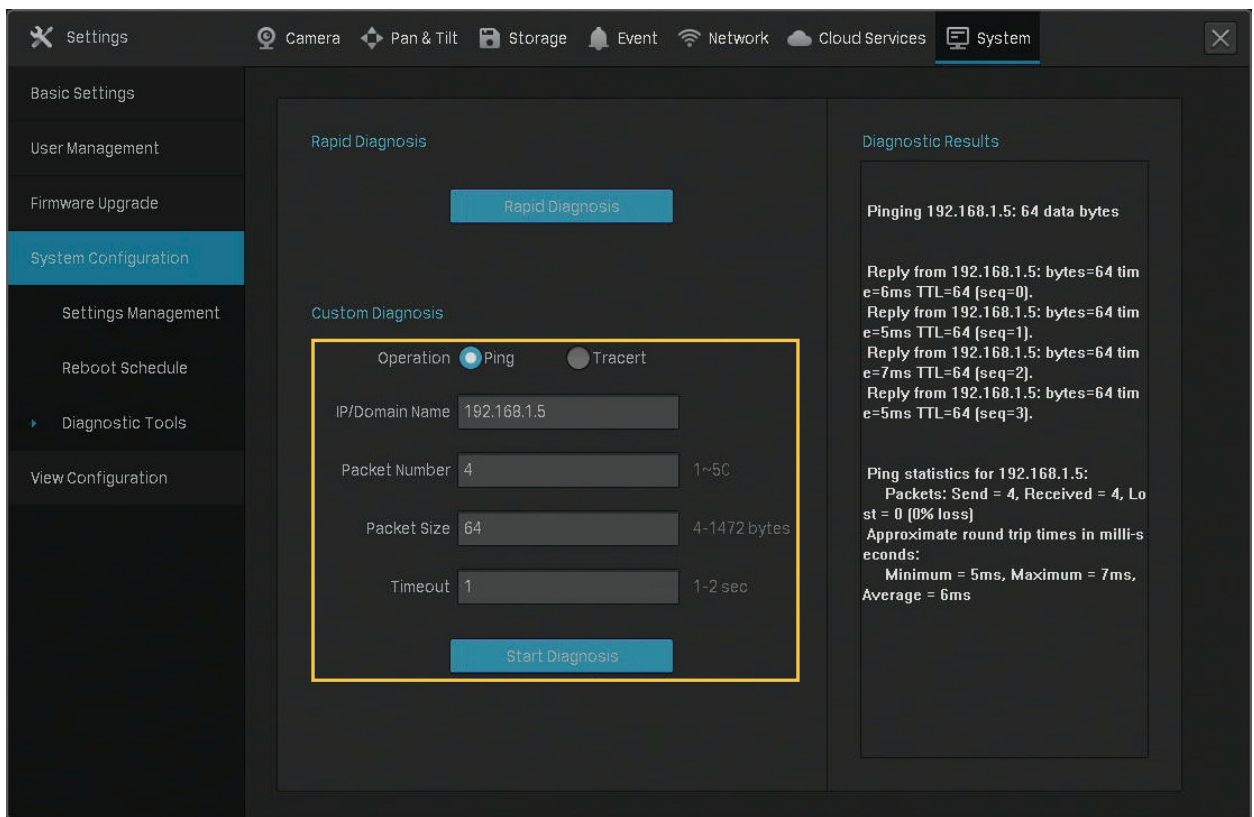 Settings
Camera
Pan & Tilt
Storage
Event
Network
Cloud Services
System
Basic Settings
User Management
Firmware Upgrade
System Configuration
Settings Management
Reboot Schedule
Diagnostic Tools
View Configuration
Rapid Diagnosis
Rapid Diagnosis
Custom Diagnosis
Operation Ping Tracert
IP/Domain Name 192.168.1.5
Packet Number 4 1~50
Packet Size 64 4-1472 bytes
Timeout 1 1-2 sec
Start Diagnosis
Diagnostic Results
Pinging 192.168.1.5: 64 data bytes
Reply from 192.168.1.5: bytes=64 tim
e=6ms TTL=64 (seq=0).
Reply from 192.168.1.5: bytes=64 tim
e=5ms TTL=64 (seq=1).
Reply from 192.168.1.5: bytes=64 tim
e=7ms TTL=64 (seq=2).
Reply from 192.168.1.5: bytes=64 tim
e=5ms TTL=64 (seq=3).
Ping statistics for 192.168.1.5:
Packets: Send = 4, Received = 4, Lo
st = 0 (0% loss)
Approximate round trip times in milli-s
econds:
Minimum = 5ms, Maximum = 7ms,
Average = 6ms